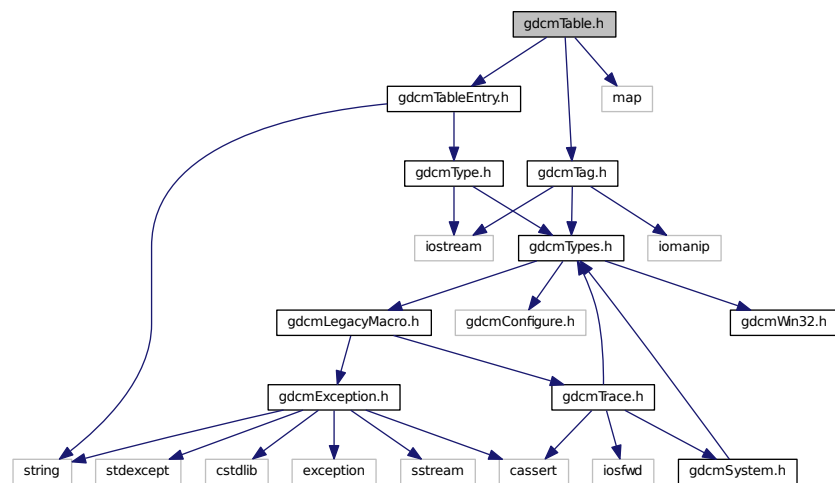 gdcmTable.h
gdcmTableEntry.h
map
gdcmType.h
gdcmTag.h
iostream
gdcmTypes.h
iomanip
gdcmLegacyMacro.h
gdcmConfigure.h
gdcmWin32.h
gdcmException.h
gdcmTrace.h
string
stdexcept
cstdlib
exception
sstream
cassert
iosfwd
gdcmSystem.h